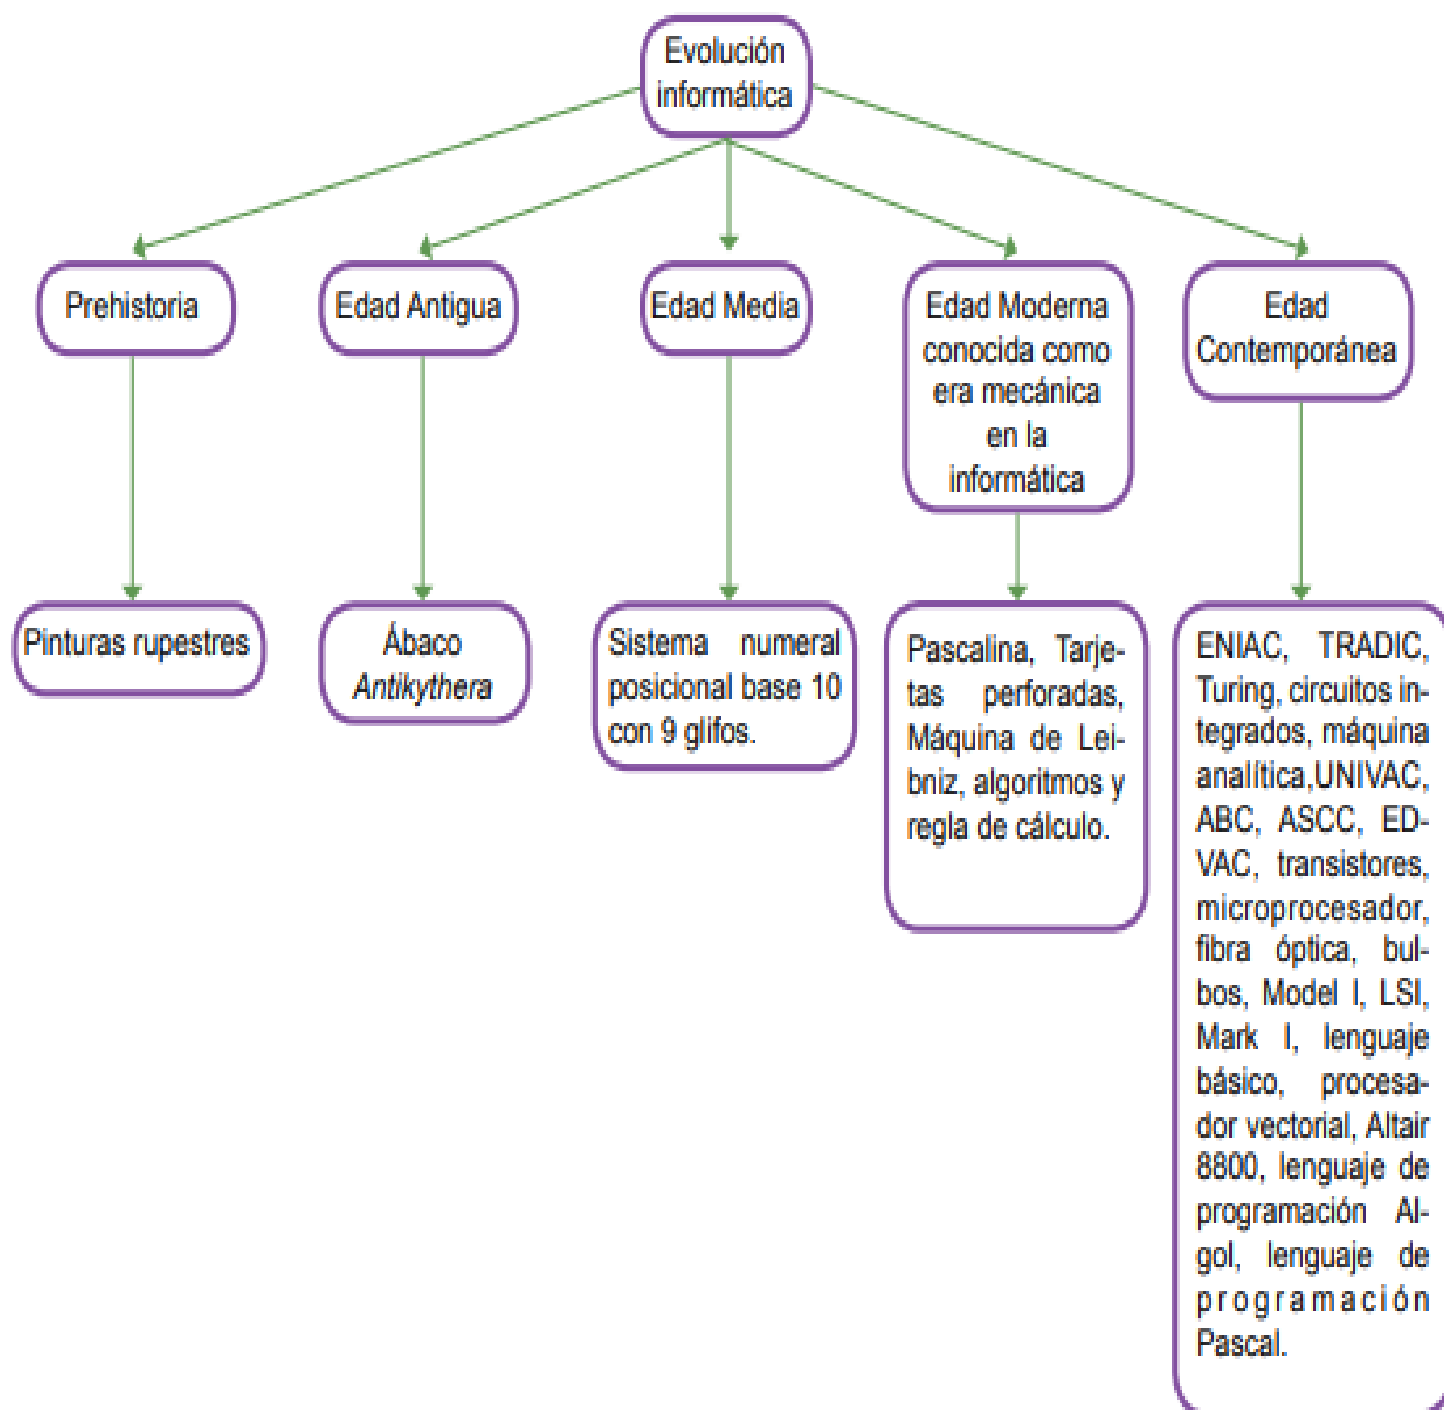 Evolución
informática
Prehistoria
Edad Antigua
Edad Media
Edad Moderna
conocida como
era mecánica
en la
informática
Edad
Contemporánea
Pinturas rupestres
Ábaco
Antikythera
Sistema numeral
posicional base 10
con 9 glifos.
Pascalina, Tarje-
tas perforadas,
Máquina de Lei-
bniz, algoritmos y
regla de cálculo.
ENIAC, TRADIC,
Turing, circuitos in-
tegrados, máquina
analítica,UNIVAC,
ABC, ASCC, ED-
VAC, transistores,
microprocesador,
fibra óptica, bul-
bos, Model I, LSI,
Mark I, lenguaje
básico, procesa-
dor vectorial, Altair
8800, lenguaje de
programación Al-
gol, lenguaje de
programación
Pascal.